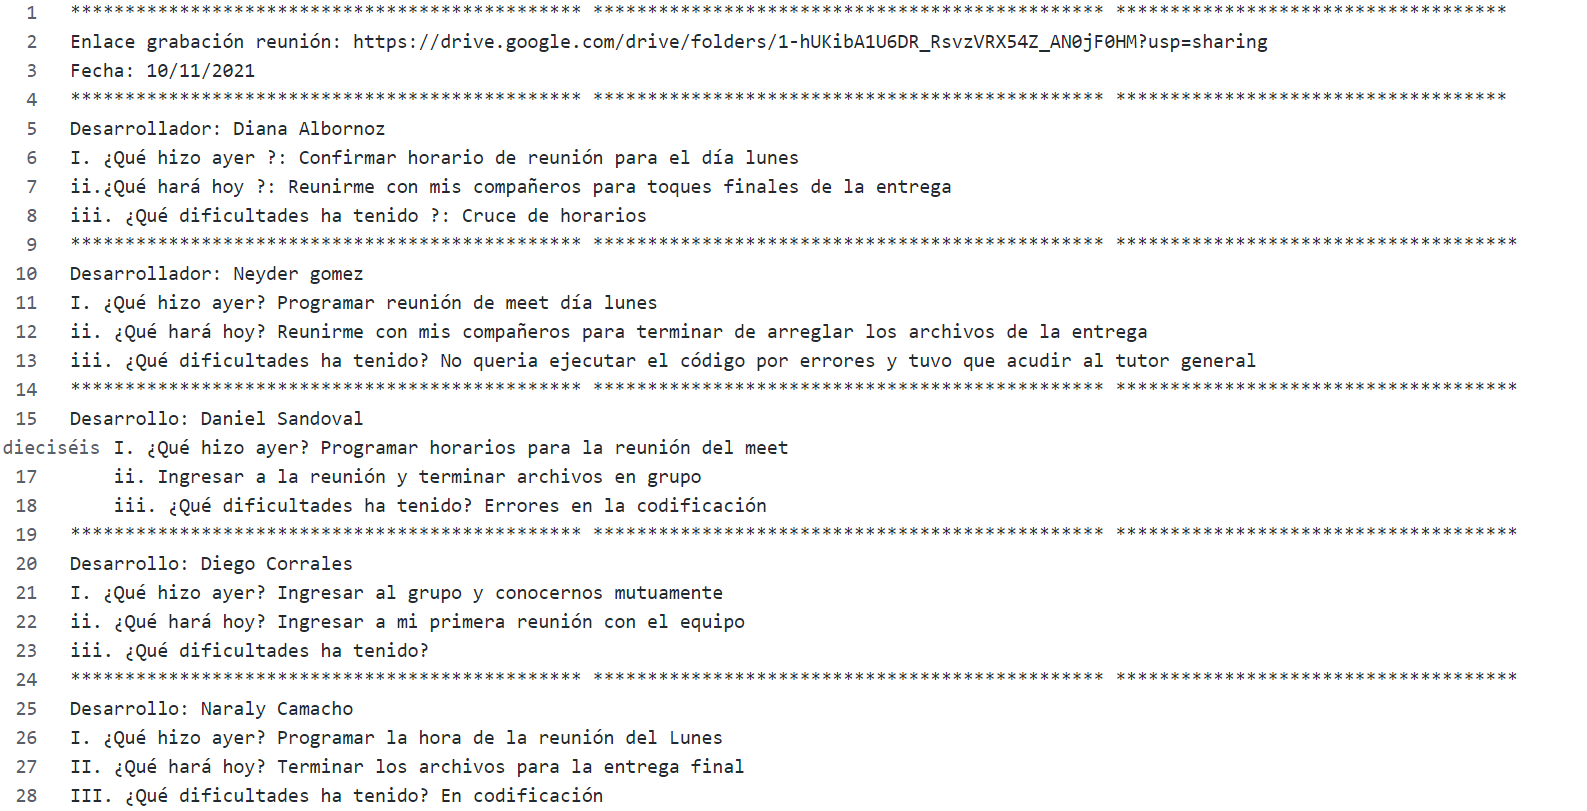 1 *********************************************** *********************************************** ************************************
2 Enlace grabación reunión: https://drive.google.com/drive/folders/1-hUKibA1U6DR_RsvzVRX54Z_AN0jF0HM?usp=sharing
3 Fecha: 10/11/2021
4 *********************************************** *********************************************** ************************************
5 Desarrollador: Diana Albornoz
6 I. ¿Qué hizo ayer ?: Confirmar horario de reunión para el día lunes
7 ii.¿Qué hará hoy ?: Reunirme con mis compañeros para toques finales de la entrega
8 iii. ¿Qué dificultades ha tenido ?: Cruce de horarios
9 *********************************************** *********************************************** *************************************
10 Desarrollador: Neyder gomez
11 I. ¿Qué hizo ayer? Programar reunión de meet día lunes
12 ii. ¿Qué hará hoy? Reunirme con mis compañeros para terminar de arreglar los archivos de la entrega
13 iii. ¿Qué dificultades ha tenido? No queria ejecutar el código por errores y tuvo que acudir al tutor general
14 *********************************************** *********************************************** *************************************
15 Desarrollo: Daniel Sandoval
dieciséis I. ¿Qué hizo ayer? Programar horarios para la reunión del meet
17 ii. Ingresar a la reunión y terminar archivos en grupo
18 iii. ¿Qué dificultades ha tenido? Errores en la codificación
19 *********************************************** *********************************************** *************************************
20 Desarrollo: Diego Corrales
21 I. ¿Qué hizo ayer? Ingresar al grupo y conocernos mutuamente
22 ii. ¿Qué hará hoy? Ingresar a mi primera reunión con el equipo
23 iii. ¿Qué dificultades ha tenido?
24 *********************************************** *********************************************** *************************************
25 Desarrollo: Naraly Camacho
26 I. ¿Qué hizo ayer? Programar la hora de la reunión del Lunes
27 II. ¿Qué hará hoy? Terminar los archivos para la entrega final
28 III. ¿Qué dificultades ha tenido? En codificación